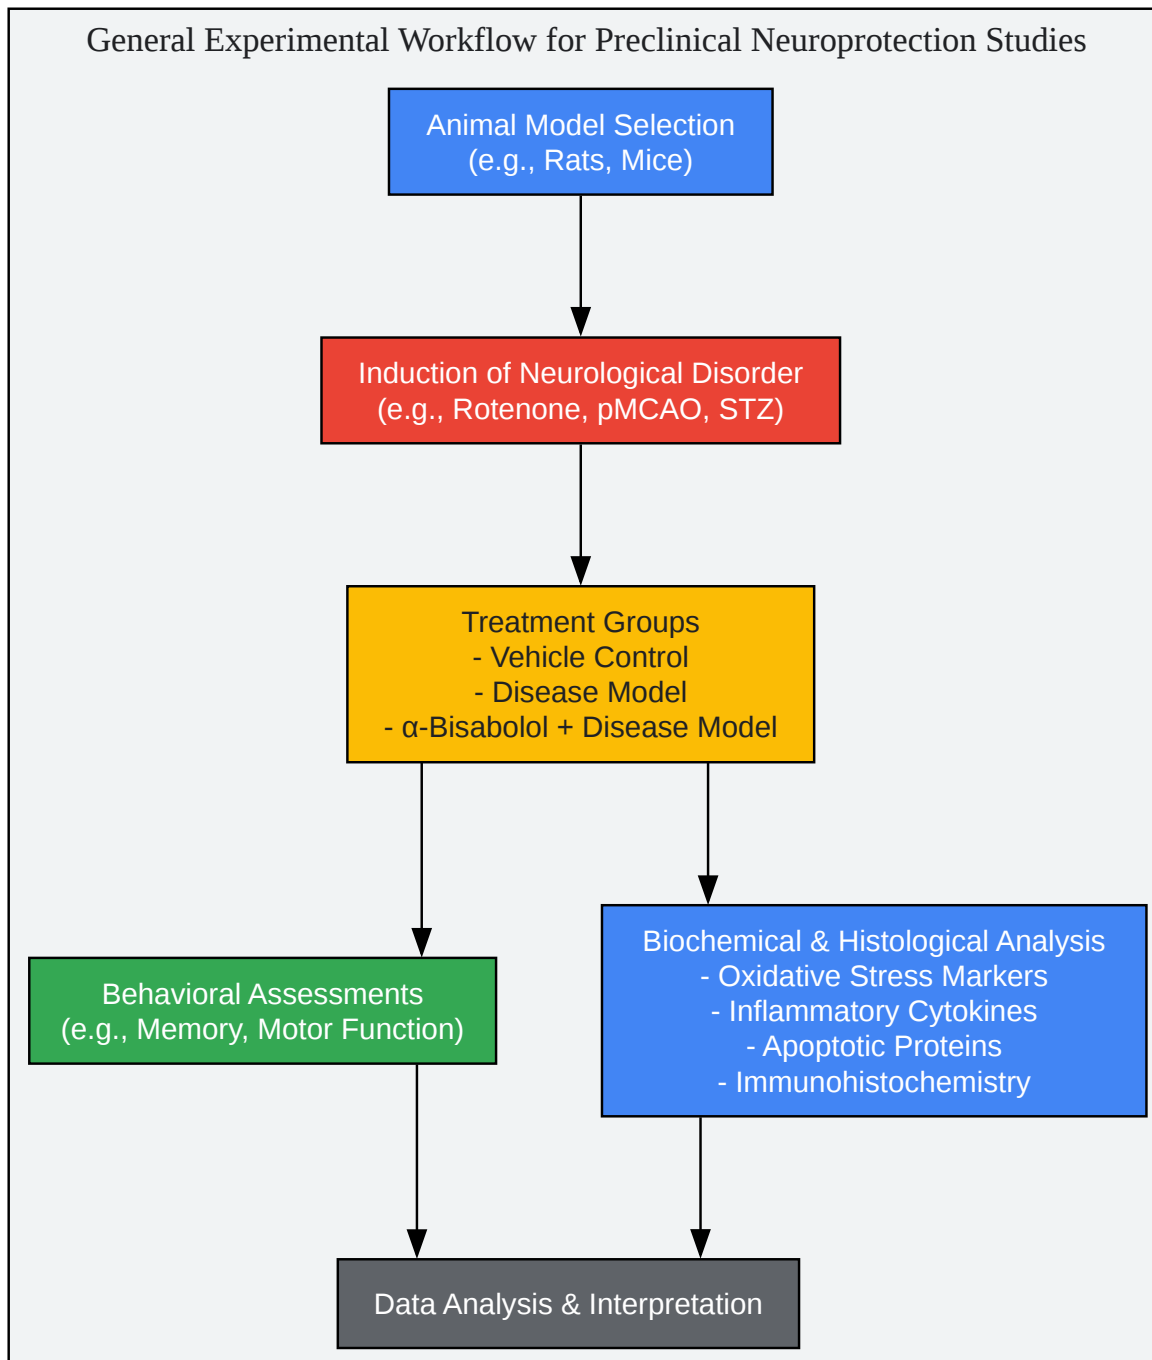 General Experimental Workflow for Preclinical Neuroprotection Studies
Animal Model Selection
(e.g., Rats, Mice)
Induction of Neurological Disorder
(e.g., Rotenone, pMCAO, STZ)
Treatment Groups
- Vehicle Control
- Disease Model
- α-Bisabolol + Disease Model
Behavioral Assessments
(e.g., Memory, Motor Function)
Biochemical & Histological Analysis
- Oxidative Stress Markers
- Inflammatory Cytokines
- Apoptotic Proteins
- Immunohistochemistry
Data Analysis & Interpretation